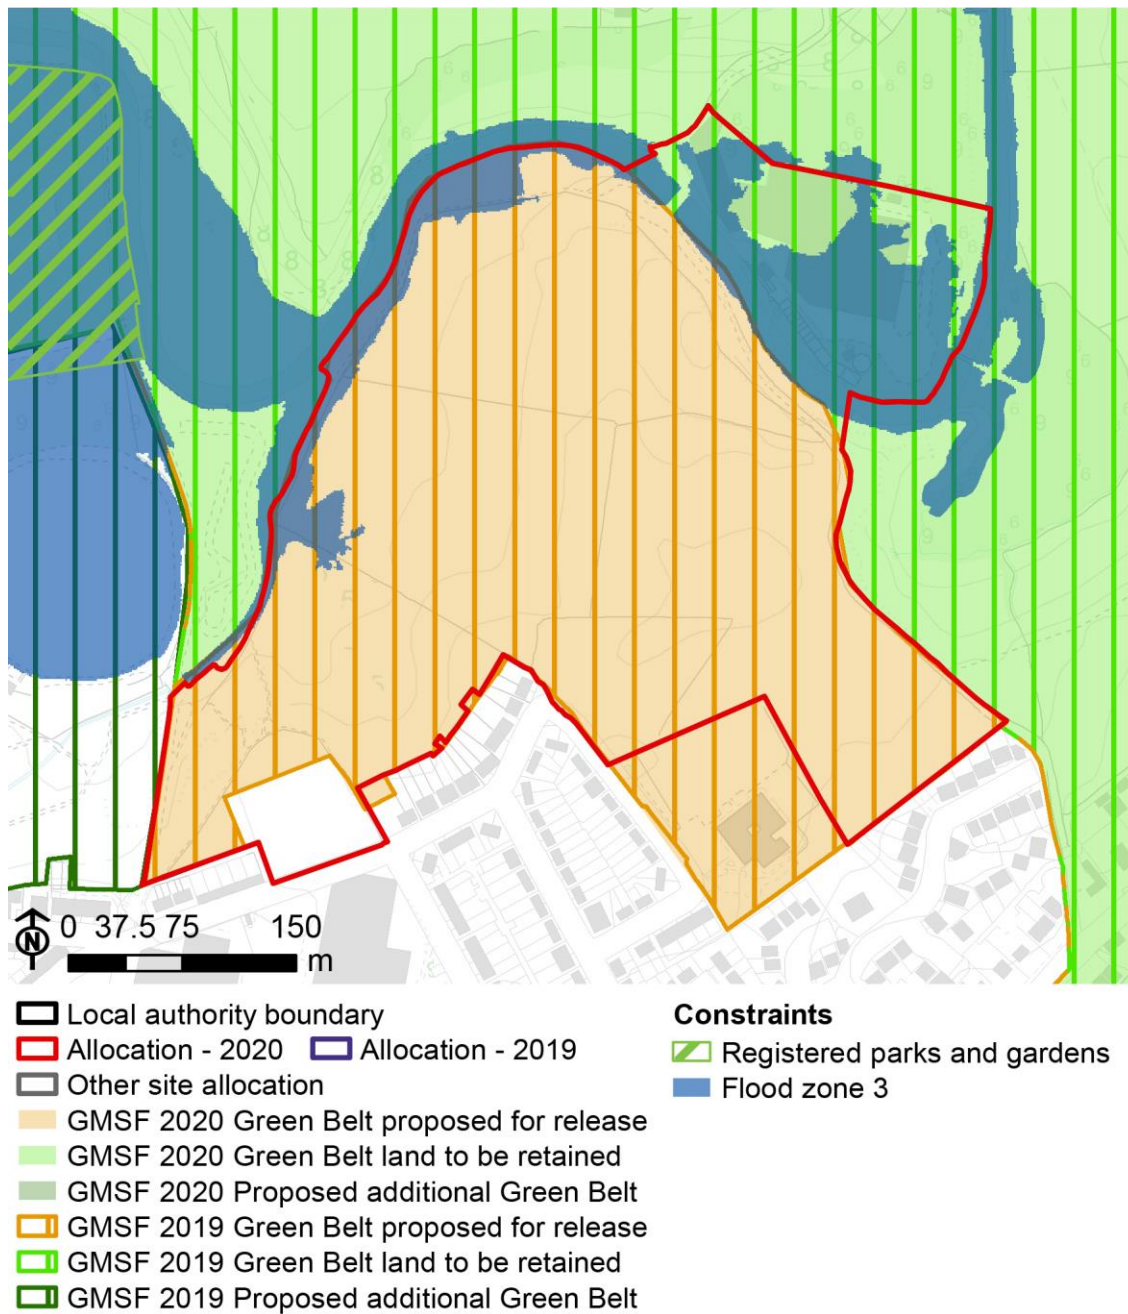 N
0 37.5 75 150
m
Local authority boundary
Allocation - 2020 Allocation - 2019
Other site allocation
GMSF 2020 Green Belt proposed for release
GMSF 2020 Green Belt land to be retained
GMSF 2020 Proposed additional Green Belt
GMSF 2019 Green Belt proposed for release
GMSF 2019 Green Belt land to be retained
GMSF 2019 Proposed additional Green Belt
Constraints
Registered parks and gardens
Flood zone 3